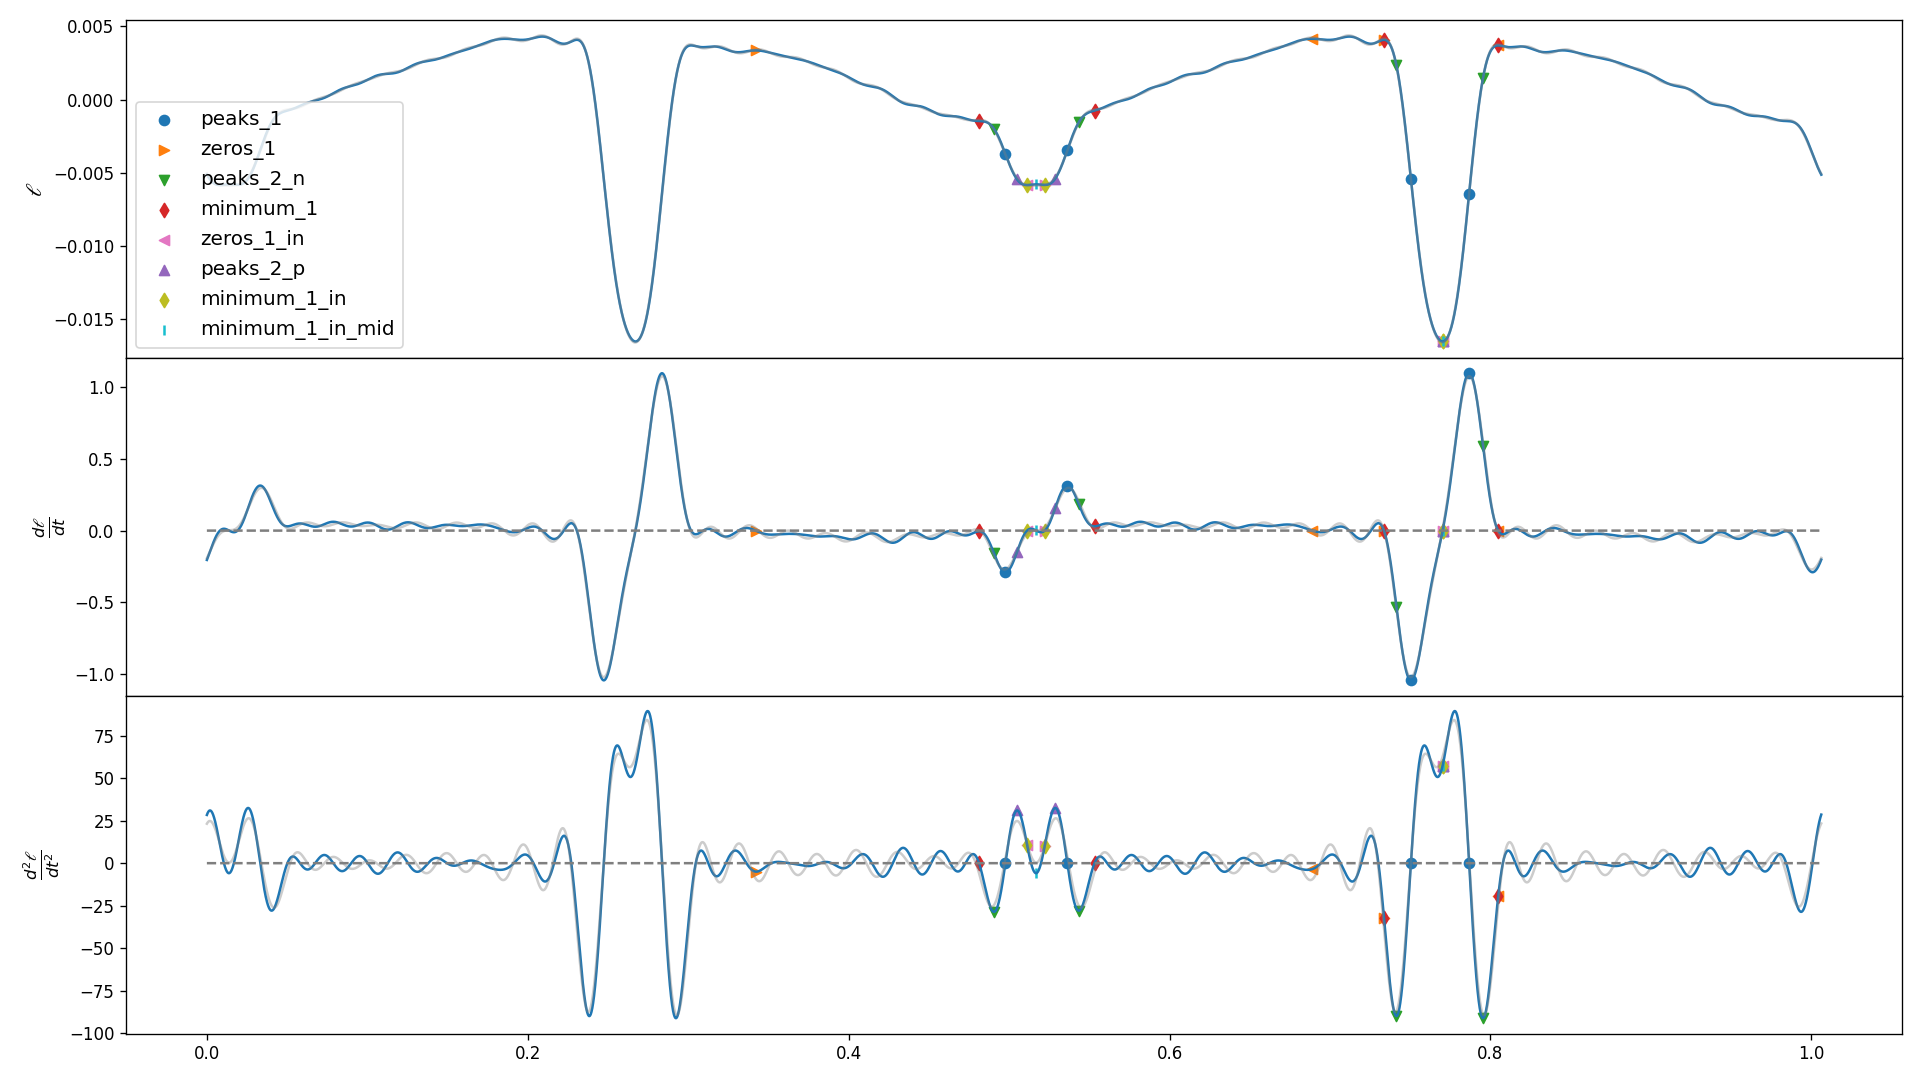 0.005
0.000
−0.005
−0.010
−0.015
ℓ
peaks_1
zeros_1
peaks_2_n
minimum_1
zeros_1_in
peaks_2_p
minimum_1_in
minimum_1_in_mid
1.0
0.5
0.0
−0.5
−1.0
dℓ/dt
75
50
25
0
−25
−50
−75
−100
d²ℓ/dt²
0.0 0.2 0.4 0.6 0.8 1.0